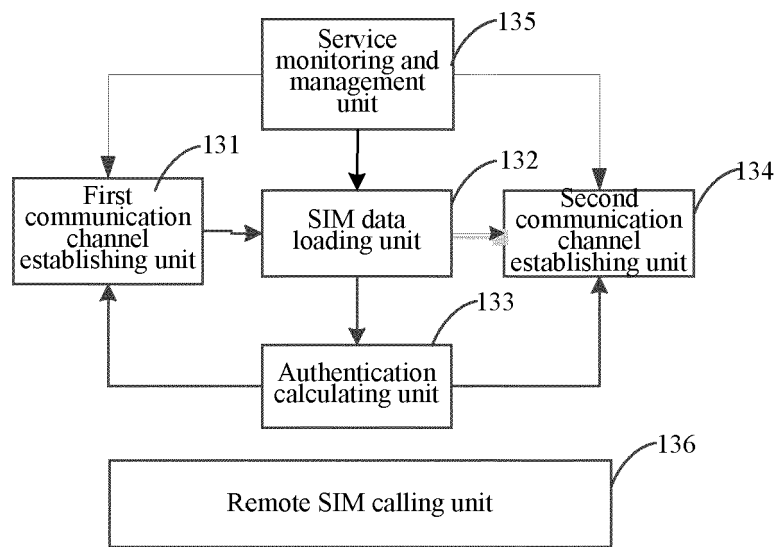 Service
monitoring and
management
unit
135
131
First
communication
channel
establishing unit
132
SIM data
loading unit
134
Second
communication
channel
establishing unit
133
Authentication
calculating unit
136
Remote SIM calling unit